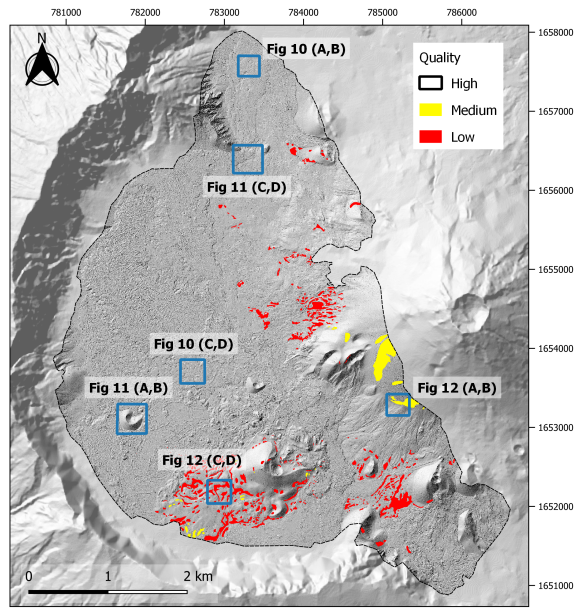 781000 782000 783000 784000 785000 786000
N
Fig 10 (A,B)
Quality
High
Medium
Low
Fig 11 (C,D)
Fig 10 (C,D)
Fig 11 (A,B)
Fig 12 (A,B)
Fig 12 (C,D)
0 1 2 km
1658000
1657000
1656000
1655000
1654000
1653000
1652000
1651000